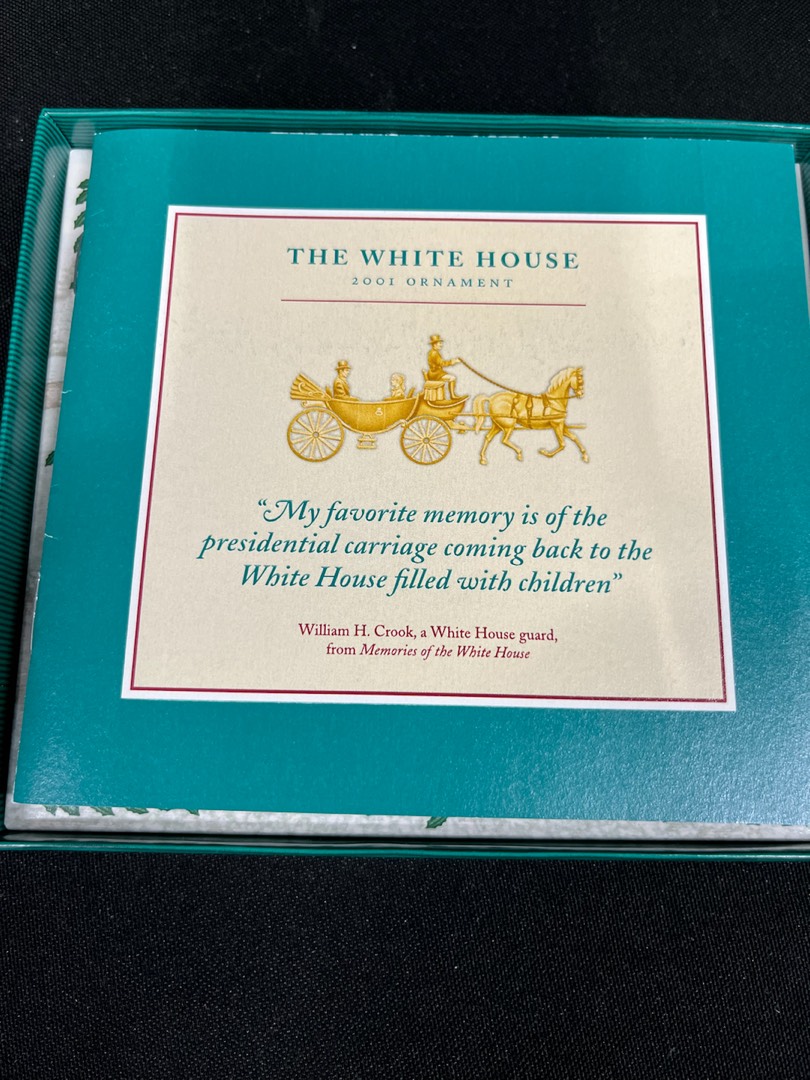 THE WHITE HOUSE
2001 ORNAMENT
“My favorite memory is of the
presidential carriage coming back to the
White House filled with children”
William H. Crook, a White House guard,
from Memories of the White House